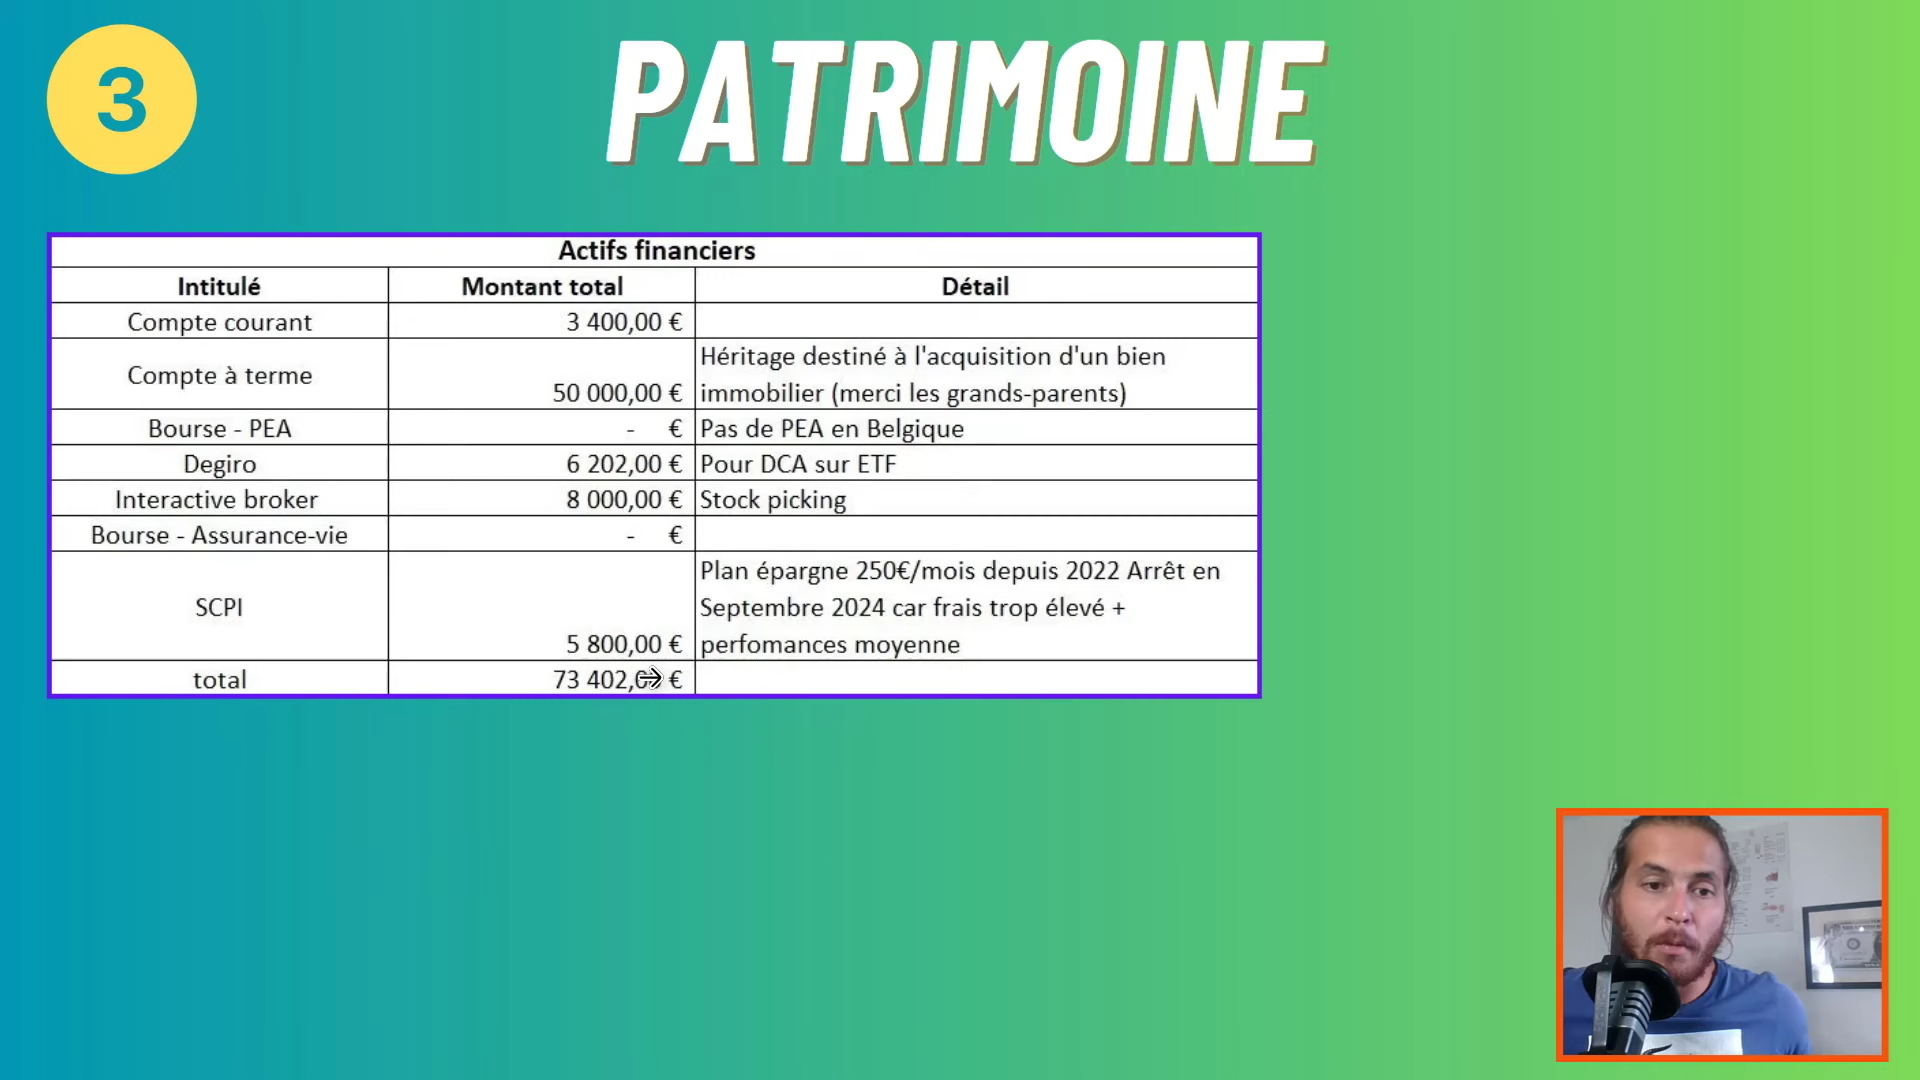 3
PATRIMOINE
Actifs financiers
Intitulé Montant total Détail
Compte courant 3 400,00 €
Compte à terme 50 000,00 € Héritage destiné à l'acquisition d'un bien
immobilier (merci les grands-parents)
Bourse - PEA - € Pas de PEA en Belgique
Degiro 6 202,00 € Pour DCA sur ETF
Interactive broker 8 000,00 € Stock picking
Bourse - Assurance-vie - €
SCPI 5 800,00 € Plan épargne 250€/mois depuis 2022 Arrêt en
Septembre 2024 car frais trop élevé +
perfomances moyenne
total 73 402,00 €